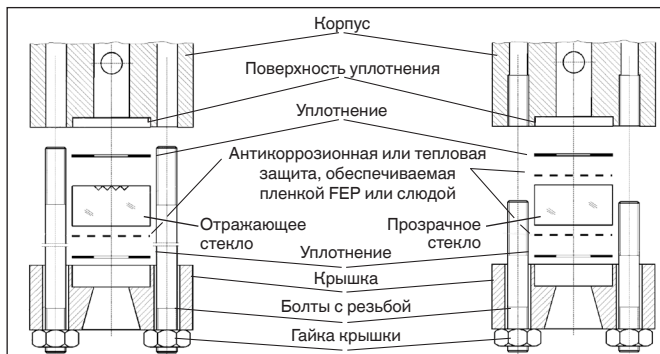 Корпус
Поверхность уплотнения
Уплотнение
Антикоррозионная или тепловая
защита, обеспечиваемая
пленкой FEP или слюдой
Отражающее
стекло
Прозрачное
стекло
Уплотнение
Крышка
Болты с резьбой
Гайка крышки